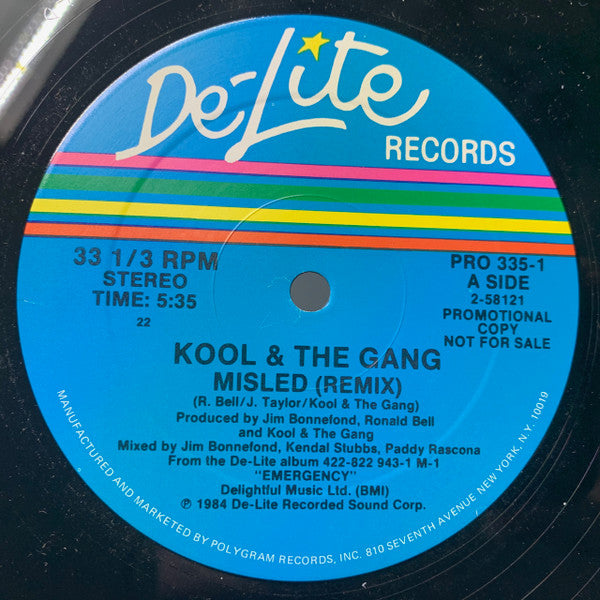 De-Lite
RECORDS
33 1/3 RPM
STEREO
TIME: 5:35
22
PRO 335-1
A SIDE
2-58121
PROMOTIONAL
COPY
NOT FOR SALE
KOOL & THE GANG
MISLED (REMIX)
(R. Bell/J. Taylor/Kool & The Gang)
Produced by Jim Bonnefond, Ronald Bell
and Kool & The Gang
Mixed by Jim Bonnefond, Kendal Stubbs, Paddy Rascona
From the De-Lite album 422-822 943-1 M-1
"EMERGENCY"
Delightful Music Ltd. (BMI)
℗ 1984 De-Lite Recorded Sound Corp.
MANUFACTURED AND MARKETED BY POLYGRAM RECORDS, INC. 810 SEVENTH AVENUE NEW YORK, N.Y. 10019